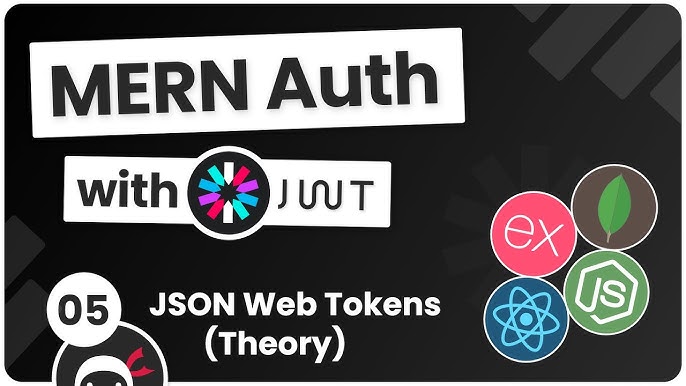 MERN Auth
with JWT
ex
JS
05
JSON Web Tokens
(Theory)